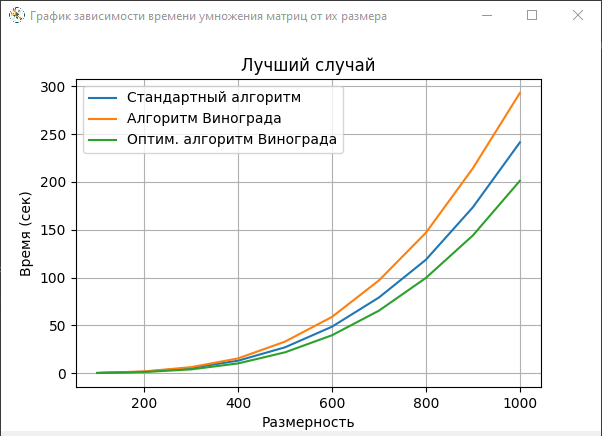 График зависимости времени умножения матриц от их размера
Лучший случай
Стандартный алгоритм
Алгоритм Винограда
Оптим. алгоритм Винограда
Время (сек)
300
250
200
150
100
50
0
200 400 600 800 1000
Размерность